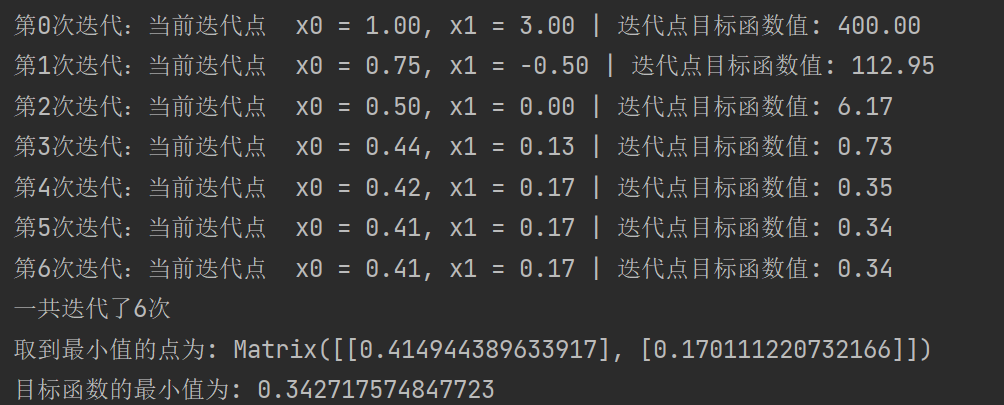 第0次迭代：当前迭代点  x0 = 1.00, x1 = 3.00 | 迭代点目标函数值: 400.00
第1次迭代：当前迭代点  x0 = 0.75, x1 = -0.50 | 迭代点目标函数值: 112.95
第2次迭代：当前迭代点  x0 = 0.50, x1 = 0.00 | 迭代点目标函数值: 6.17
第3次迭代：当前迭代点  x0 = 0.44, x1 = 0.13 | 迭代点目标函数值: 0.73
第4次迭代：当前迭代点  x0 = 0.42, x1 = 0.17 | 迭代点目标函数值: 0.35
第5次迭代：当前迭代点  x0 = 0.41, x1 = 0.17 | 迭代点目标函数值: 0.34
第6次迭代：当前迭代点  x0 = 0.41, x1 = 0.17 | 迭代点目标函数值: 0.34
一共迭代了6次
取到最小值的点为: Matrix([[0.414944389633917], [0.170111220732166]])
目标函数的最小值为: 0.342717574847723